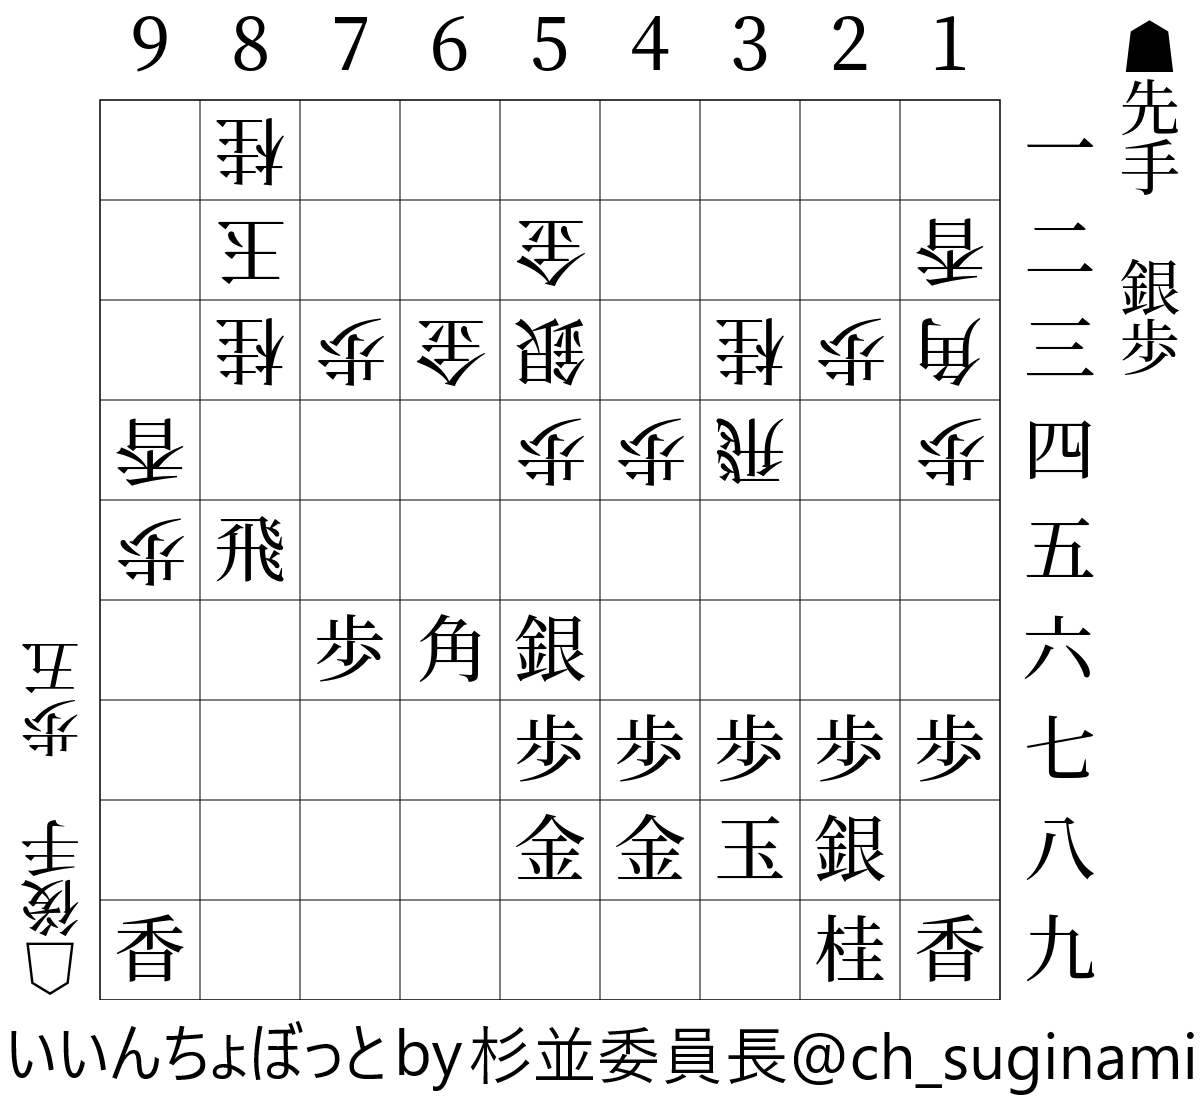 9 8 7 6 5 4 3 2 1
桂 一
王 金 香 二
桂 歩 金 銀 桂 歩 角 三
香 歩 歩 飛 歩 四
歩 飛 五
歩 角 銀 六
歩 歩 歩 歩 歩 七
金 金 玉 銀 八
香 桂 香 九
☗先手 銀歩
☖後手 歩五
いいんちょぼっとby杉並委員長@ch_suginami